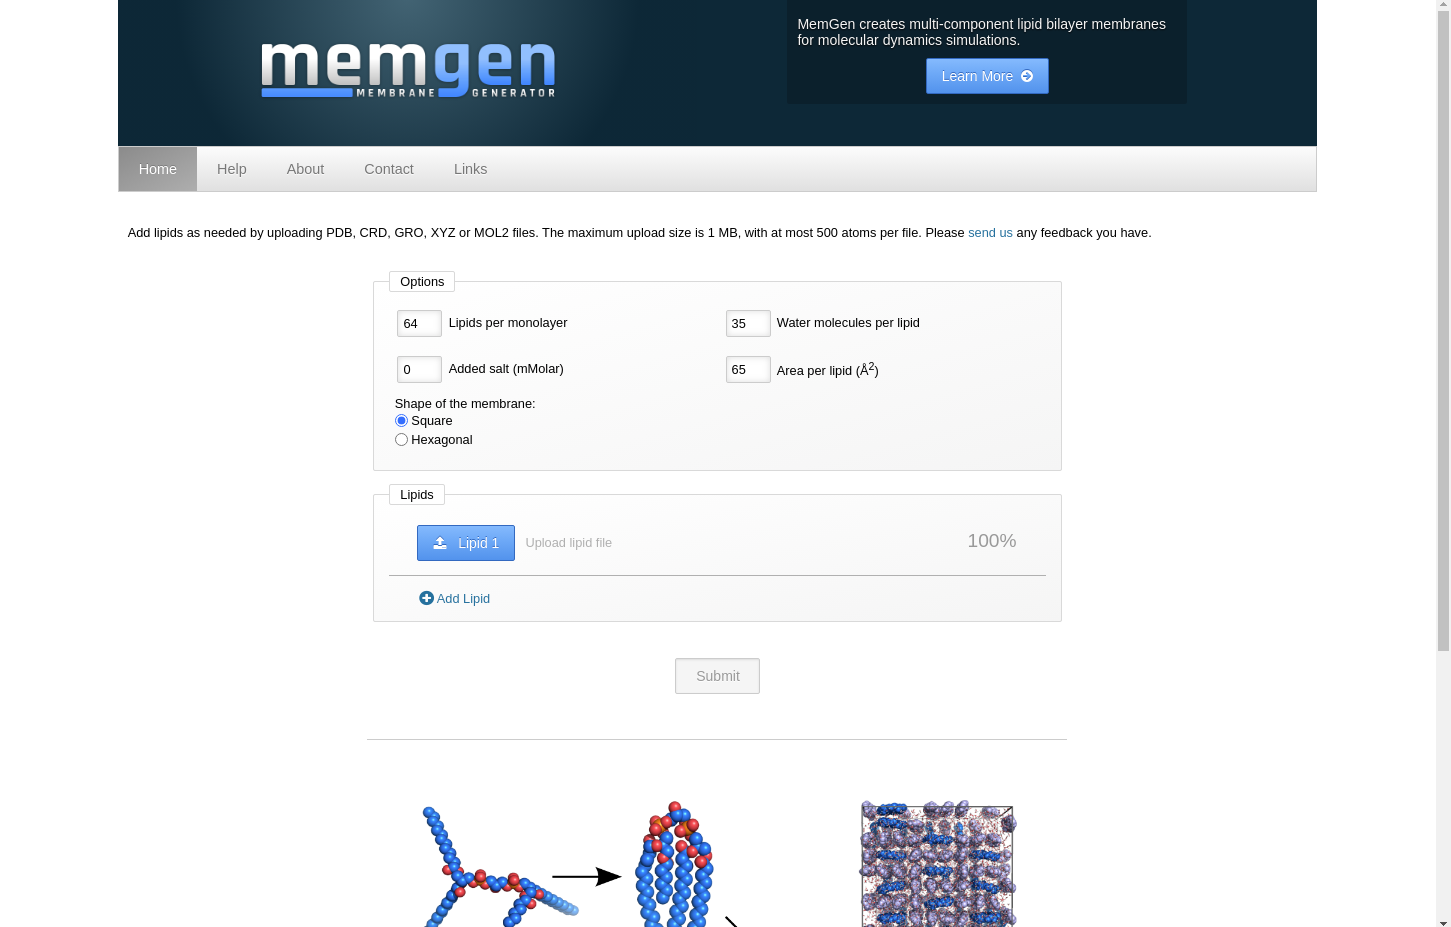 memgen
MEMBRANE GENERATOR
MemGen creates multi-component lipid bilayer membranes
for molecular dynamics simulations.
Learn More
Home Help About Contact Links
Add lipids as needed by uploading PDB, CRD, GRO, XYZ or MOL2 files. The maximum upload size is 1 MB, with at most 500 atoms per file. Please send us any feedback you have.
Options
64 Lipids per monolayer 35 Water molecules per lipid
0 Added salt (mMolar) 65 Area per lipid (Å2)
Shape of the membrane:
Square
Hexagonal
Lipids
Lipid 1 Upload lipid file 100%
Add Lipid
Submit